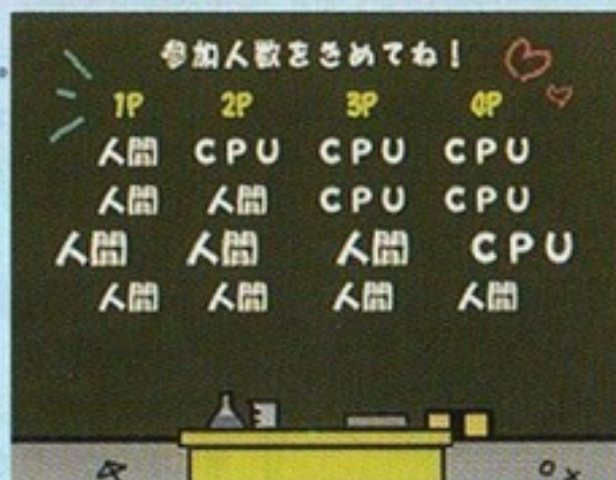 参加人数をきめてね！
1P 2P 3P 4P
人間 CPU CPU CPU
人間 人間 CPU CPU
人間 人間 人間 CPU
人間 人間 人間 人間